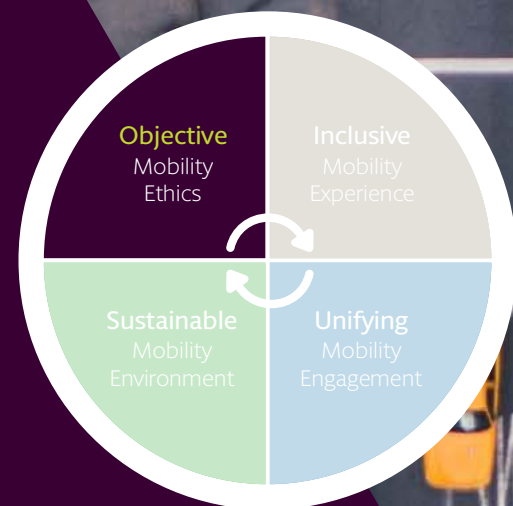 Objective
Mobility
Ethics
Inclusive
Mobility
Experience
Sustainable
Mobility
Environment
Unifying
Mobility
Engagement